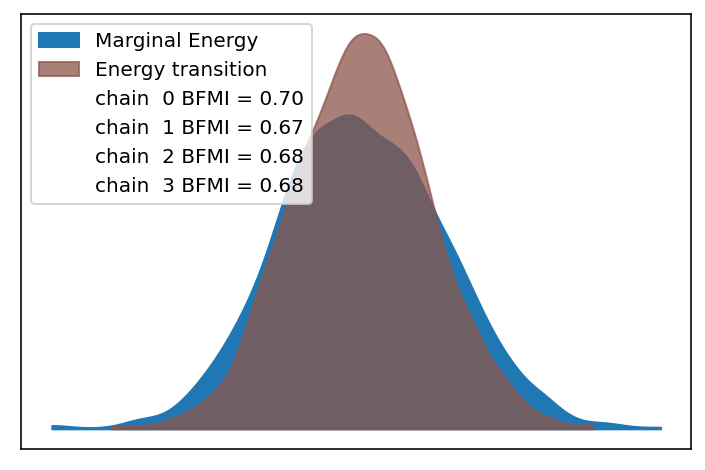 Marginal Energy
Energy transition
chain  0 BFMI = 0.70
chain  1 BFMI = 0.67
chain  2 BFMI = 0.68
chain  3 BFMI = 0.68